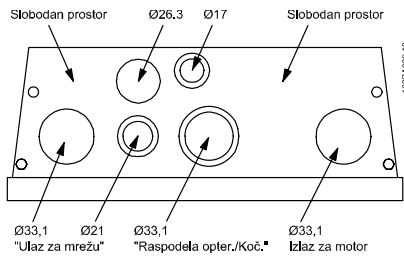 Slobodan prostor
Ø26.3
Ø17
Slobodan prostor
Ø33,1
"Ulaz za mrežu"
Ø21
Ø33,1
"Raspodela opter./Koč."
Ø33,1
Izlaz za motor